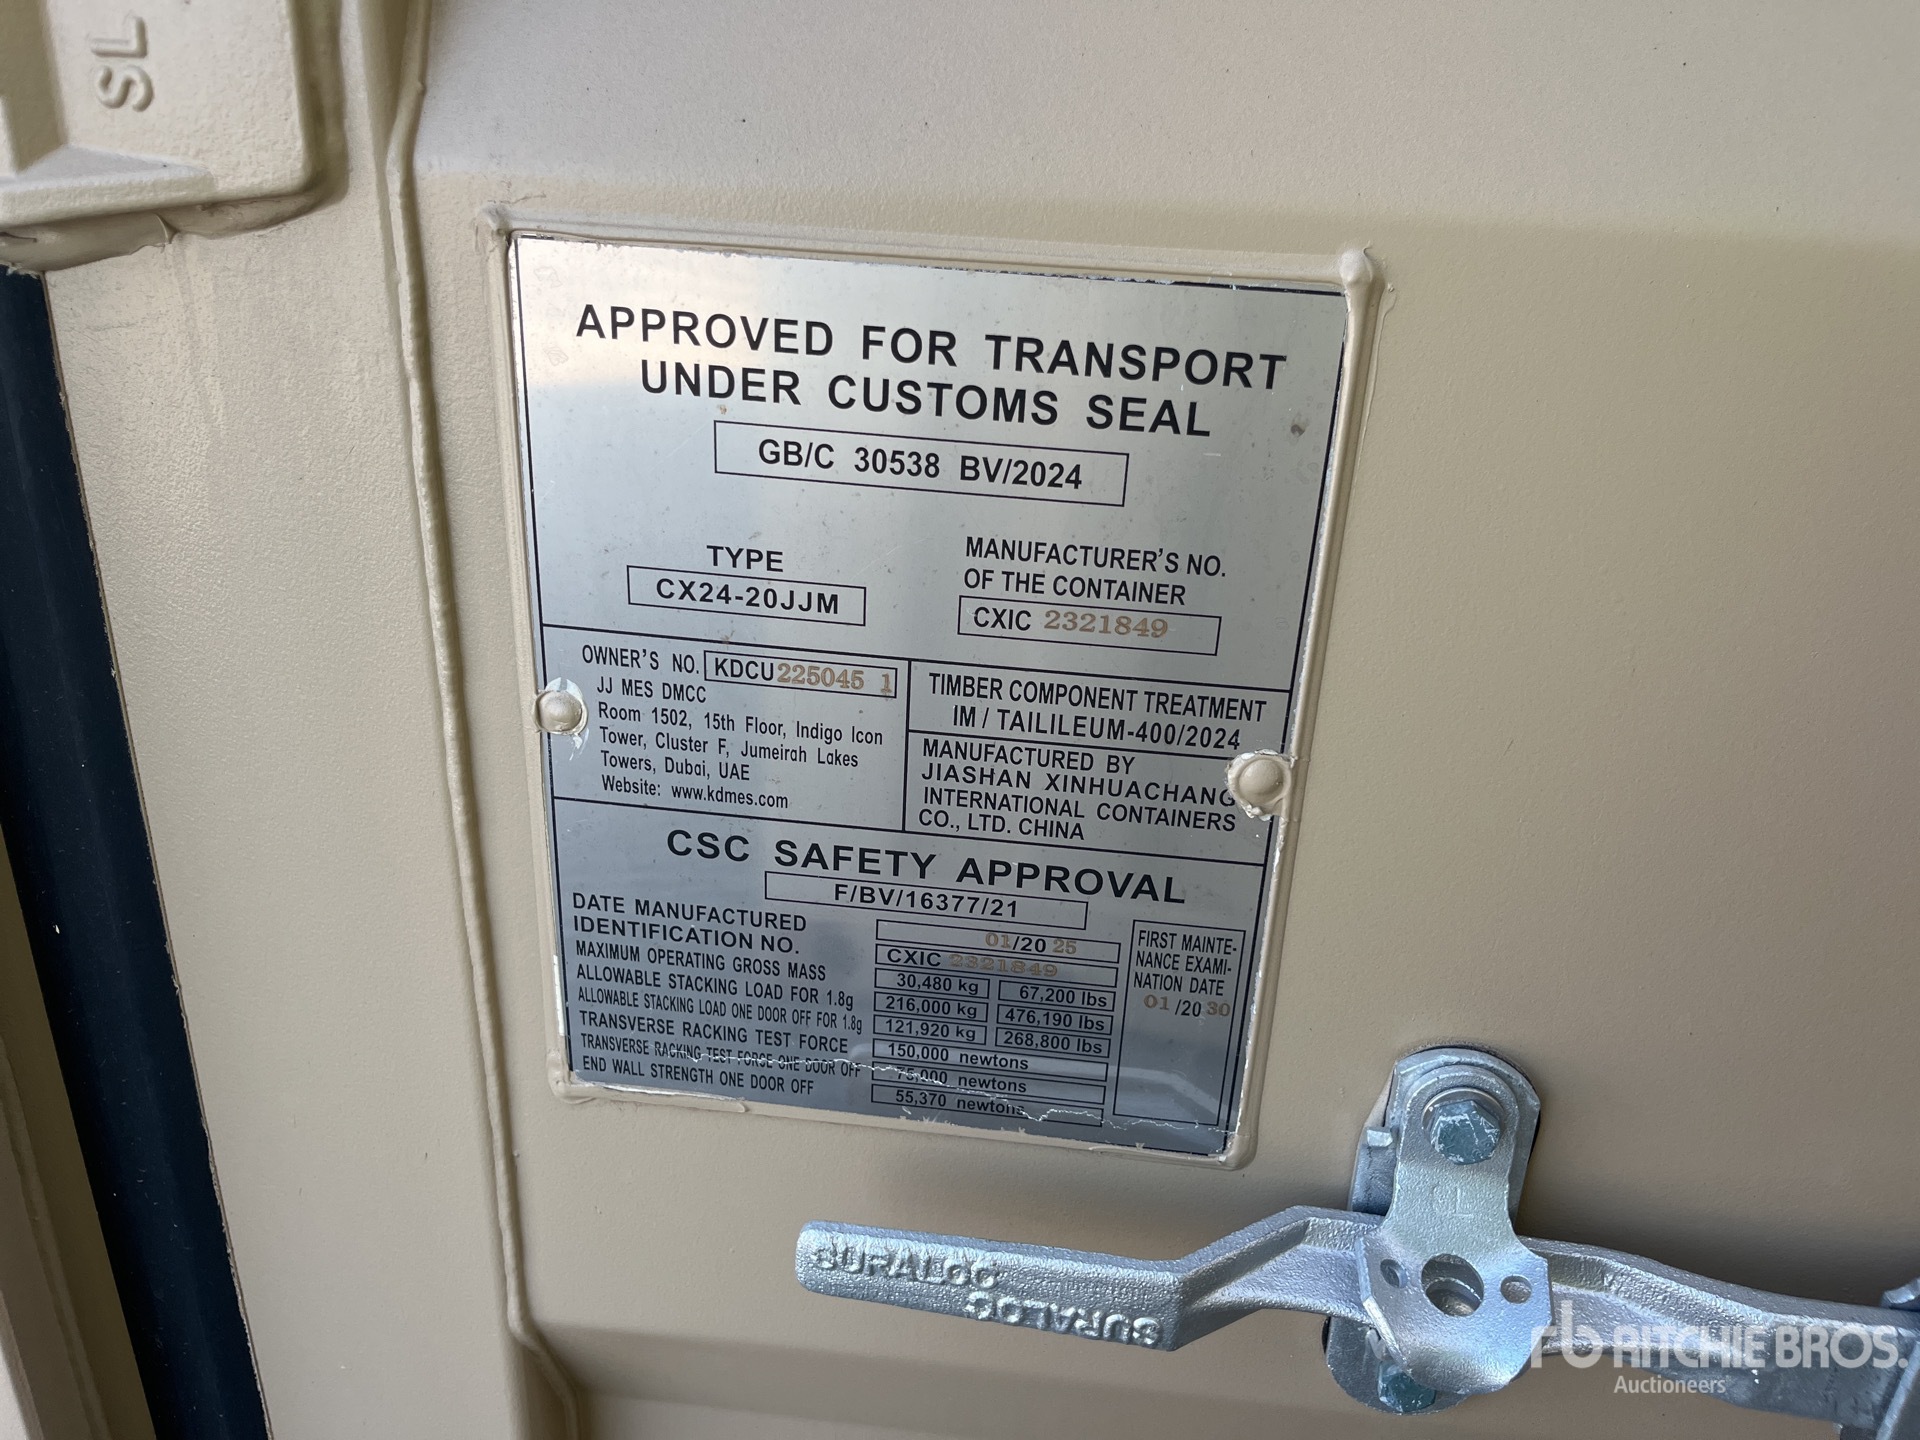 SL
APPROVED FOR TRANSPORT
UNDER CUSTOMS SEAL
GB/C 30538 BV/2024
TYPE
CX24-20JJM
MANUFACTURER'S NO.
OF THE CONTAINER
CXIC 2321849
OWNER'S NO. KDCU 225045 1
JJ MES DMCC
Room 1502, 15th Floor, Indigo Icon
Tower, Cluster F, Jumeirah Lakes
Towers, Dubai, UAE
Website: www.kdmes.com
TIMBER COMPONENT TREATMENT
IM / TAILILEUM-400/2024
MANUFACTURED BY
JIASHAN XINHUACHANG
INTERNATIONAL CONTAINERS
CO., LTD. CHINA
CSC SAFETY APPROVAL
F/BV/16377/21
DATE MANUFACTURED 01/20 25
IDENTIFICATION NO. CXIC 2321849
MAXIMUM OPERATING GROSS MASS 30,480 kg 67,200 lbs
ALLOWABLE STACKING LOAD FOR 1.8g 216,000 kg 476,190 lbs
ALLOWABLE STACKING LOAD ONE DOOR OFF FOR 1.8g 121,920 kg 268,800 lbs
TRANSVERSE RACKING TEST FORCE 150,000 newtons
TRANSVERSE RACKING TEST FORCE ONE DOOR OFF 75,000 newtons
END WALL STRENGTH ONE DOOR OFF 55,370 newtons
FIRST MAINTE-
NANCE EXAMI-
NATION DATE
01 /20 30
SURALOC
SURALOC
rb RITCHIE BROS.
Auctioneers